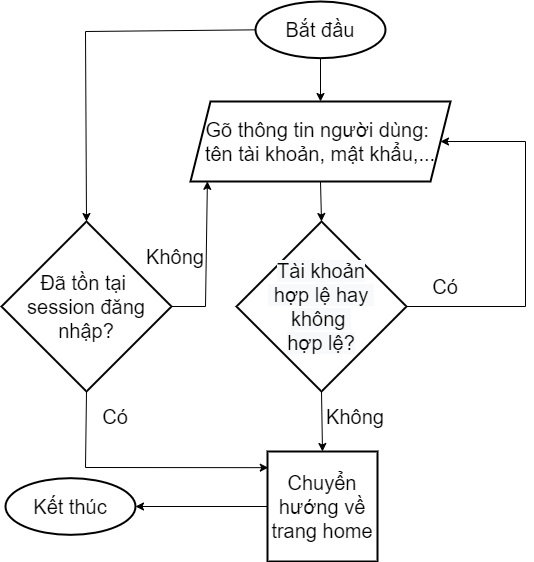 Bắt đầu
Gõ thông tin người dùng:
tên tài khoản, mật khẩu,...
Không
Đã tồn tại
session đăng
nhập?
Tài khoản
hợp lệ hay
không
hợp lệ?
Có
Có
Không
Chuyển
hướng về
trang home
Kết thúc